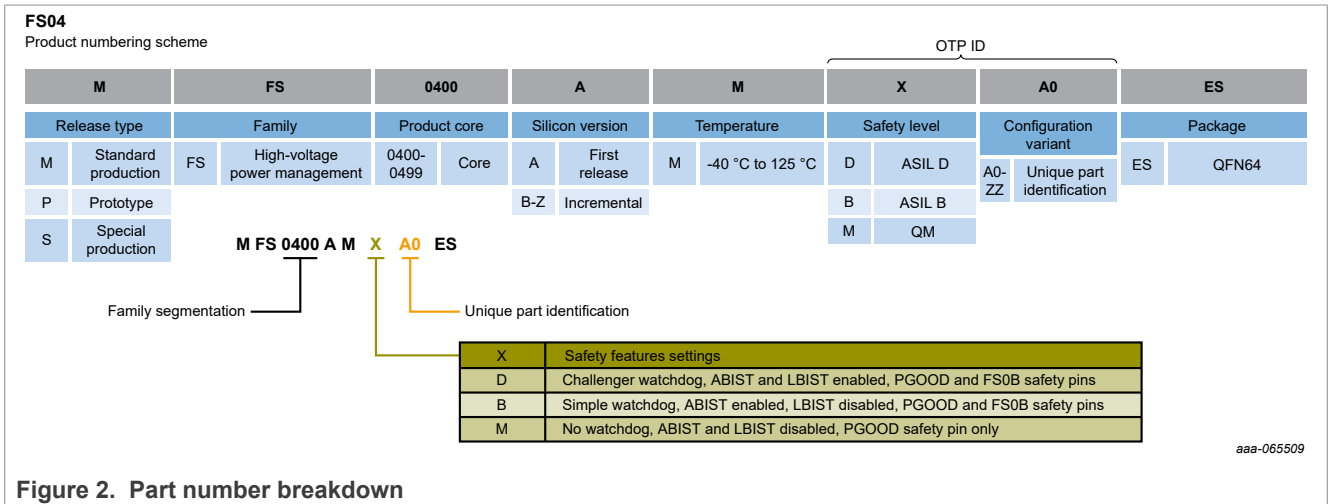 FS04
Product numbering scheme
OTP ID
M FS 0400 A M X A0 ES
Release type Family Product core Silicon version Temperature Safety level Configuration variant Package
M Standard production FS High-voltage power management 0400-0499 Core A First release M -40 °C to 125 °C D ASIL D A0-ZZ Unique part identification ES QFN64
P Prototype B-Z Incremental B ASIL B
S Special production M QM
M FS 0400 A M X A0 ES
Family segmentation Unique part identification
X Safety features settings
D Challenger watchdog, ABIST and LBIST enabled, PGOOD and FS0B safety pins
B Simple watchdog, ABIST enabled, LBIST disabled, PGOOD and FS0B safety pins
M No watchdog, ABIST and LBIST disabled, PGOOD safety pin only
aaa-065509
Figure 2. Part number breakdown